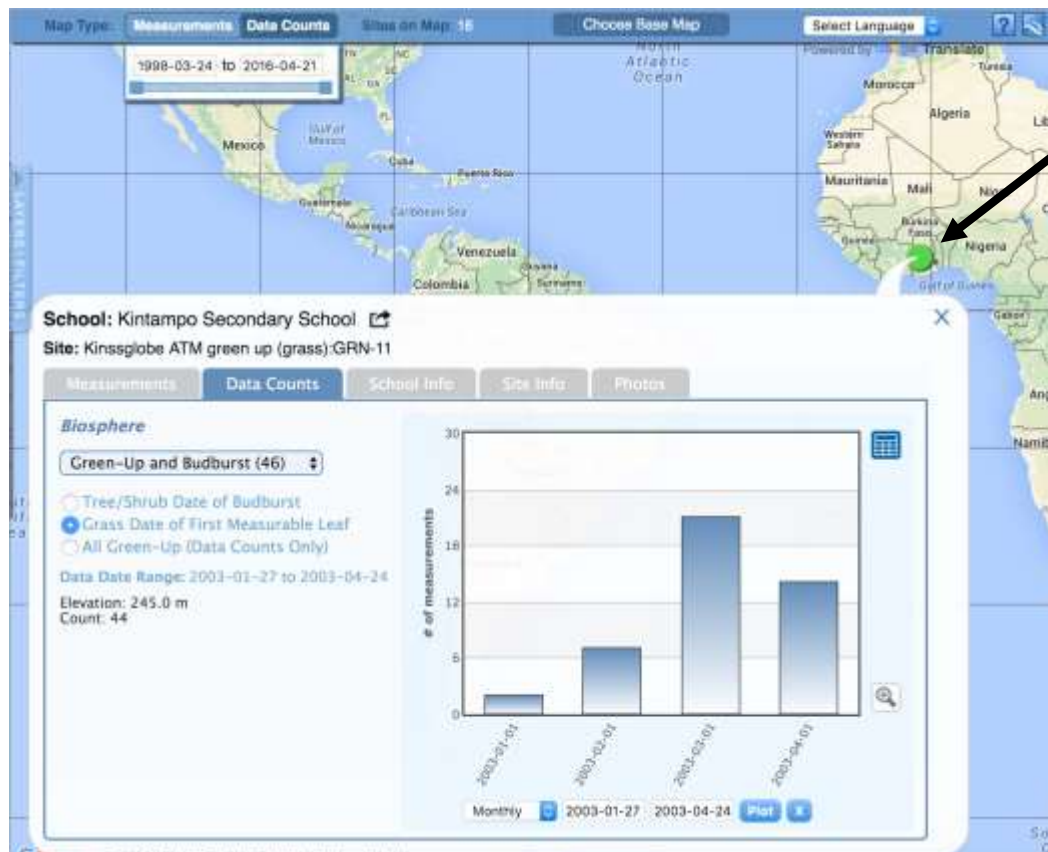 Map Type: Measurements Data Counts Sites on Map: 16 Choose Base Map Select Language ?
1998-03-24 to 2016-04-21
Powered by Translate
North
Atlantic
Ocean
Tunisia
Morocco
Algeria
Western
Sahara
Mauritania
Mali
Burkina
Faso
Guinea
Nigeria
Gulf of Guinea
Gabon
Namib
Mexico
Gulf of
Mexico
Cuba
Puerto Rico
Guatemala
Caribbean Sea
Nicaragua
Venezuela
Guyana
Suriname
Colombia
LAYERS/FILTERS
School: Kintampo Secondary School
Site: Kinssglobe ATM green up (grass):GRN-11
Measurements Data Counts School Info Site Info Photos
Biosphere
Green-Up and Budburst (46)
Tree/Shrub Date of Budburst
Grass Date of First Measurable Leaf
All Green-Up (Data Counts Only)
Data Date Range: 2003-01-27 to 2003-04-24
Elevation: 245.0 m
Count: 44
# of measurements
30
24
18
12
6
0
2003-01-01
2003-02-01
2003-03-01
2003-04-01
Monthly 2003-01-27 2003-04-24 Plot X